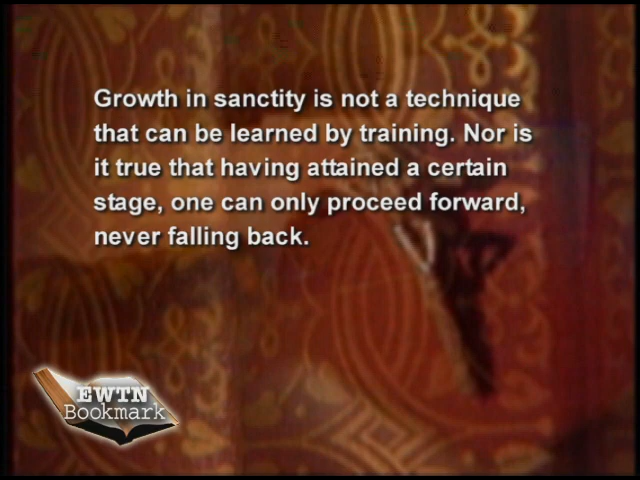 Growth in sanctity is not a technique
that can be learned by training. Nor is
it true that having attained a certain
stage, one can only proceed forward,
never falling back.
EWTN
Bookmark